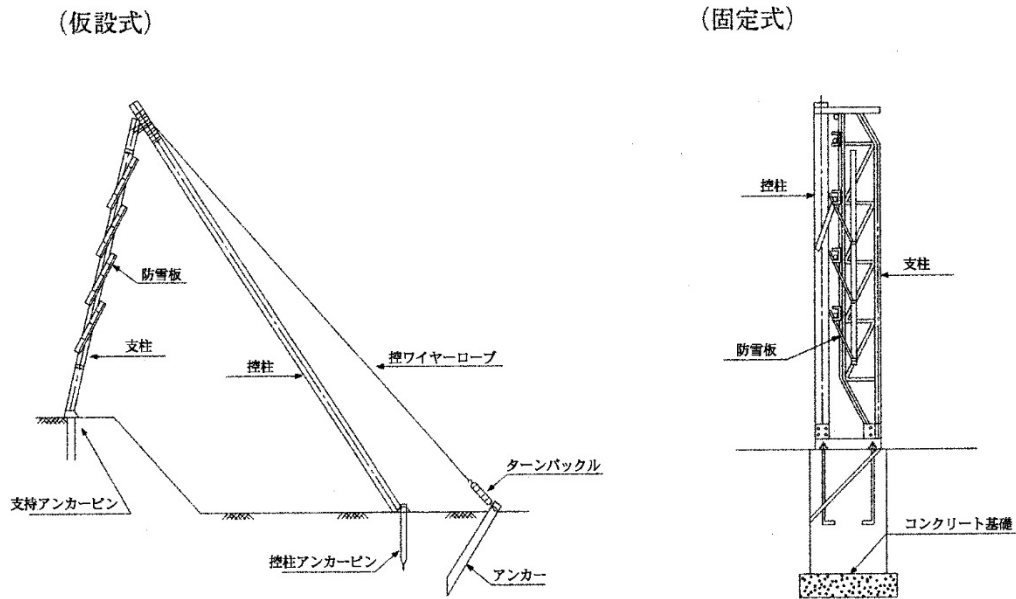 (仮設式)
防雪板
支柱
控柱
控ワイヤーロープ
ターンバックル
支持アンカーピン
控柱アンカーピン
アンカー
(固定式)
控柱
支柱
防雪板
コンクリート基礎